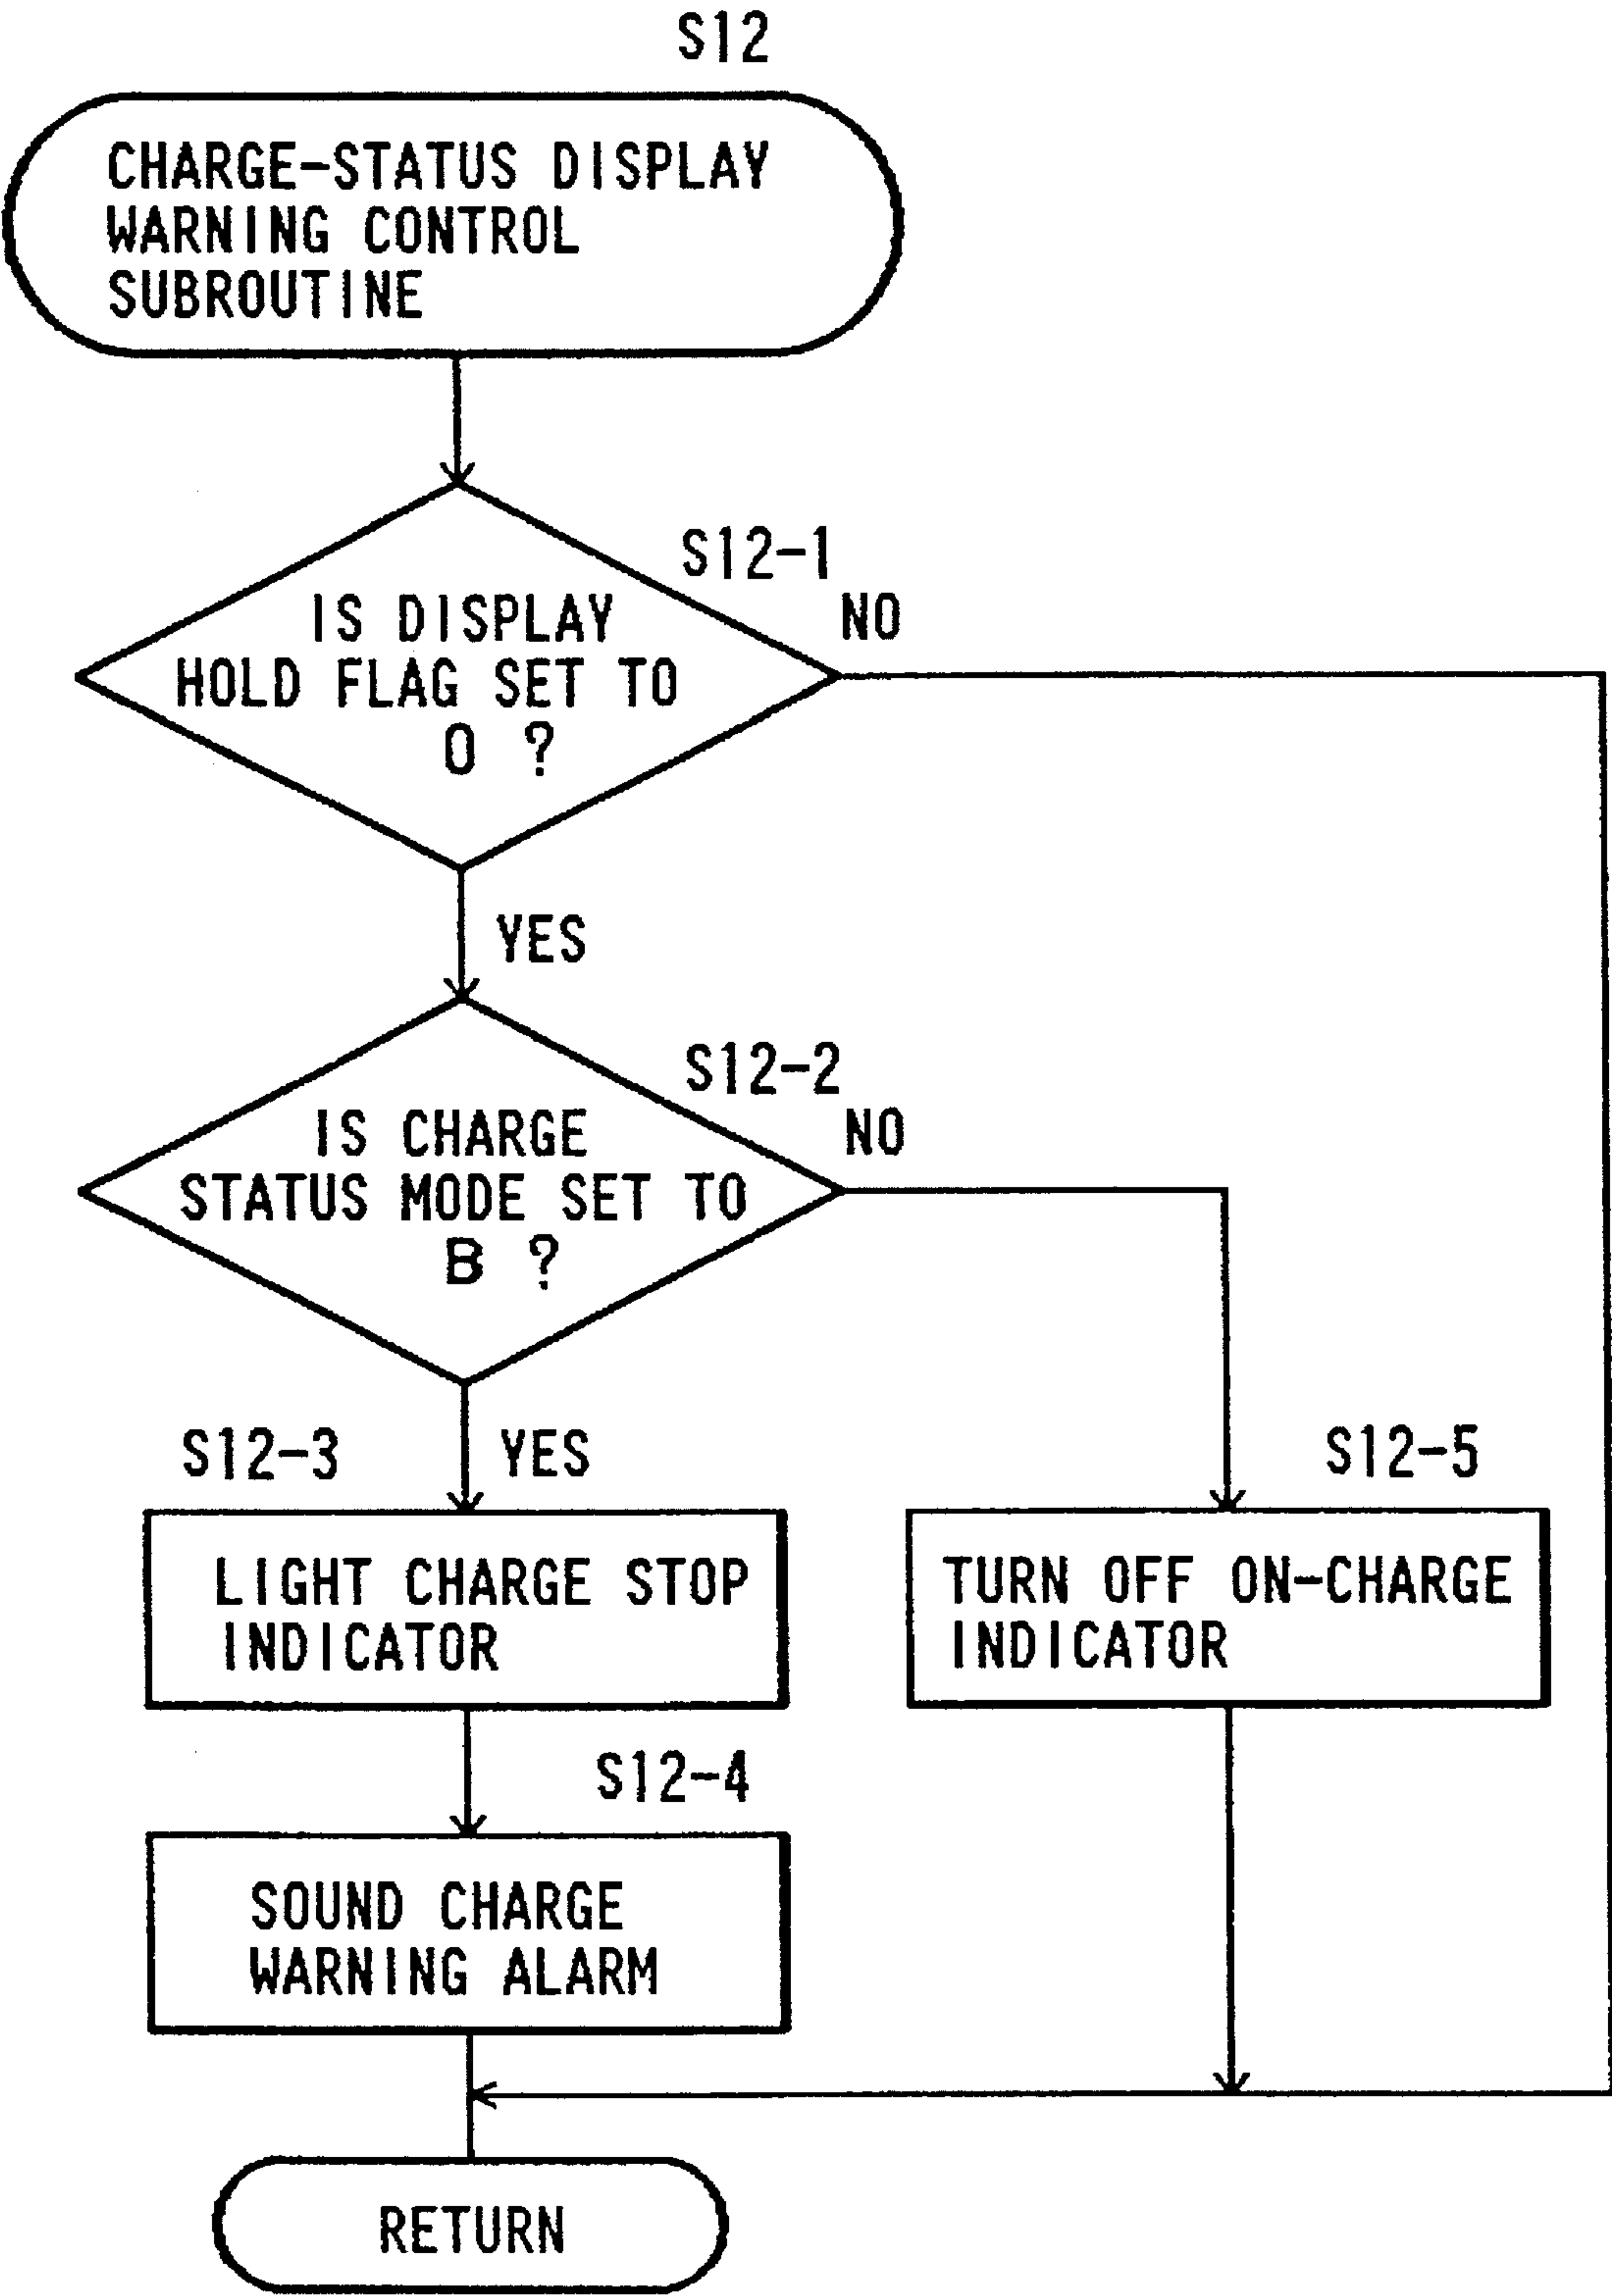 S12
CHARGE-STATUS DISPLAY
WARNING CONTROL
SUBROUTINE
S12-1
NO
IS DISPLAY
HOLD FLAG SET TO
0 ?
YES
S12-2
NO
IS CHARGE
STATUS MODE SET TO
B ?
S12-3
YES
S12-5
LIGHT CHARGE STOP
INDICATOR
TURN OFF ON-CHARGE
INDICATOR
S12-4
SOUND CHARGE
WARNING ALARM
RETURN